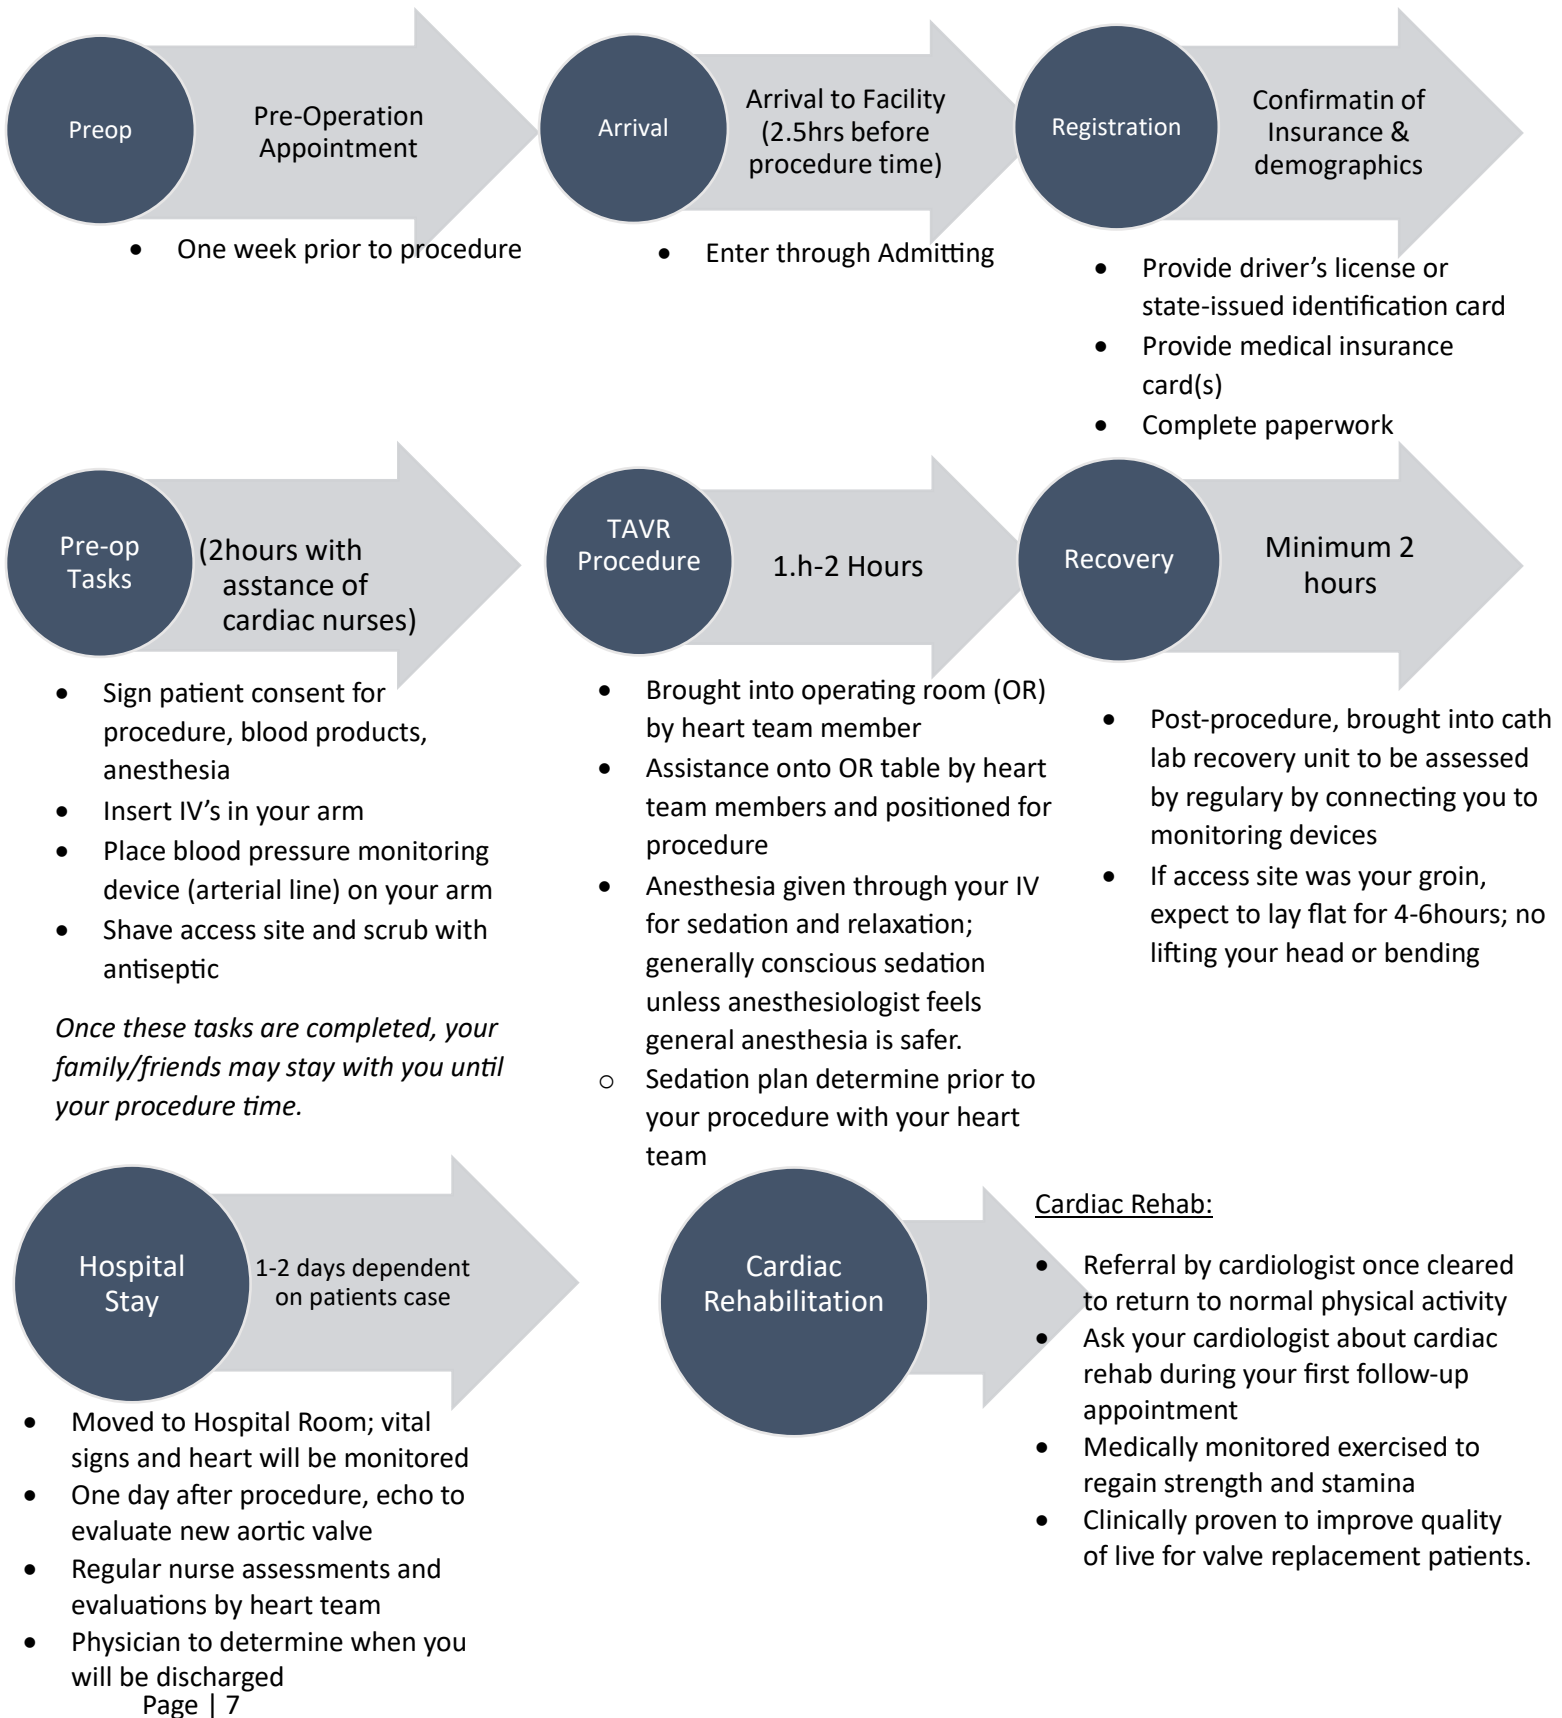 Preop
Pre-Operation
Appointment
• One week prior to procedure
Arrival
Arrival to Facility
(2.5hrs before
procedure time)
• Enter through Admitting
Registration
Confirmatin of
Insurance &
demographics
• Provide driver’s license or
state-issued identification card
• Provide medical insurance
card(s)
• Complete paperwork
Pre-op
Tasks
(2hours with
asstance of
cardiac nurses)
• Sign patient consent for
procedure, blood products,
anesthesia
• Insert IV’s in your arm
• Place blood pressure monitoring
device (arterial line) on your arm
• Shave access site and scrub with
antiseptic
Once these tasks are completed, your
family/friends may stay with you until
your procedure time.
TAVR
Procedure
1.h-2 Hours
• Brought into operating room (OR)
by heart team member
• Assistance onto OR table by heart
team members and positioned for
procedure
• Anesthesia given through your IV
for sedation and relaxation;
generally conscious sedation
unless anesthesiologist feels
general anesthesia is safer.
o Sedation plan determine prior to
your procedure with your heart
team
Recovery
Minimum 2
hours
• Post-procedure, brought into cath
lab recovery unit to be assessed
by regulary by connecting you to
monitoring devices
• If access site was your groin,
expect to lay flat for 4-6hours; no
lifting your head or bending
Hospital
Stay
1-2 days dependent
on patients case
• Moved to Hospital Room; vital
signs and heart will be monitored
• One day after procedure, echo to
evaluate new aortic valve
• Regular nurse assessments and
evaluations by heart team
• Physician to determine when you
will be discharged
Cardiac
Rehabilitation
Cardiac Rehab:
• Referral by cardiologist once cleared
to return to normal physical activity
• Ask your cardiologist about cardiac
rehab during your first follow-up
appointment
• Medically monitored exercised to
regain strength and stamina
• Clinically proven to improve quality
of live for valve replacement patients.
Page | 7